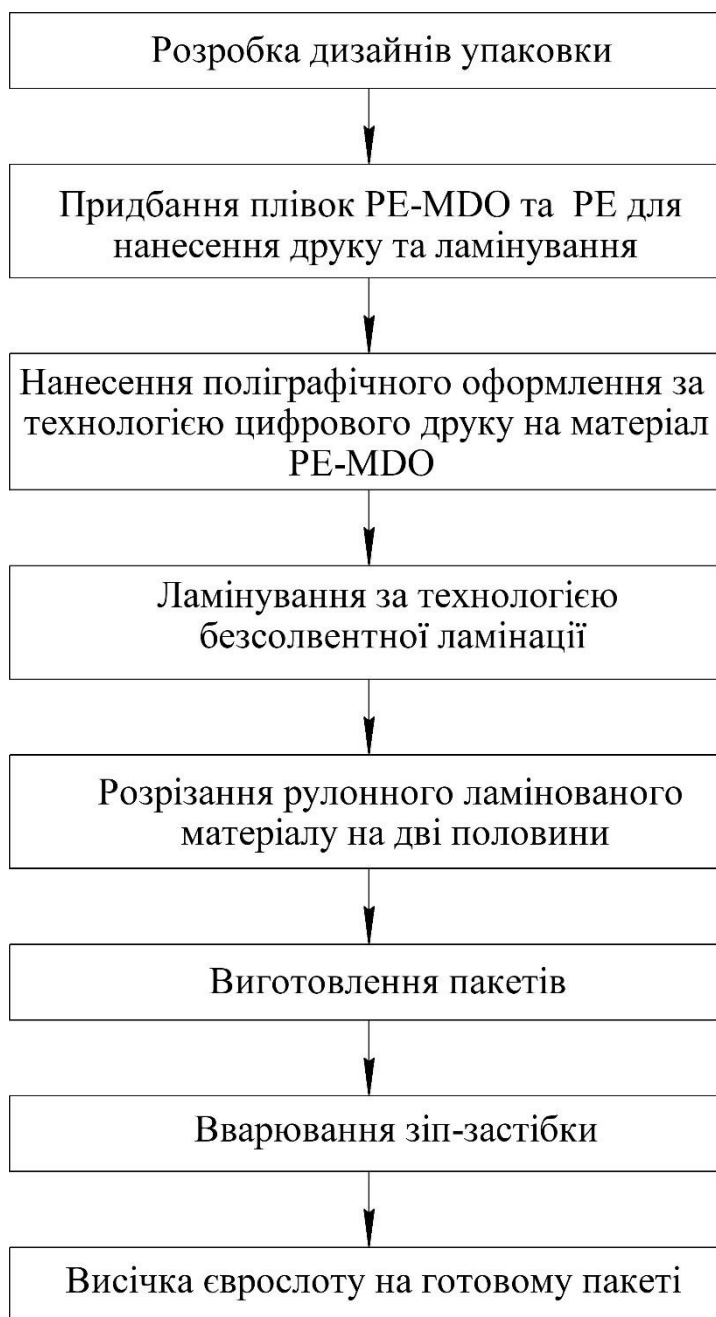 Розробка дизайнів упаковки
Придбання плівок PE-MDO та PE для
нанесення друку та ламінування
Нанесення поліграфічного оформлення за
технологією цифрового друку на матеріал
PE-MDO
Ламінування за технологією
безсолвентної ламінації
Розрізання рулонного ламінованого
матеріалу на дві половини
Виготовлення пакетів
Вварювання зіп-застібки
Висічка єврослоту на готовому пакеті